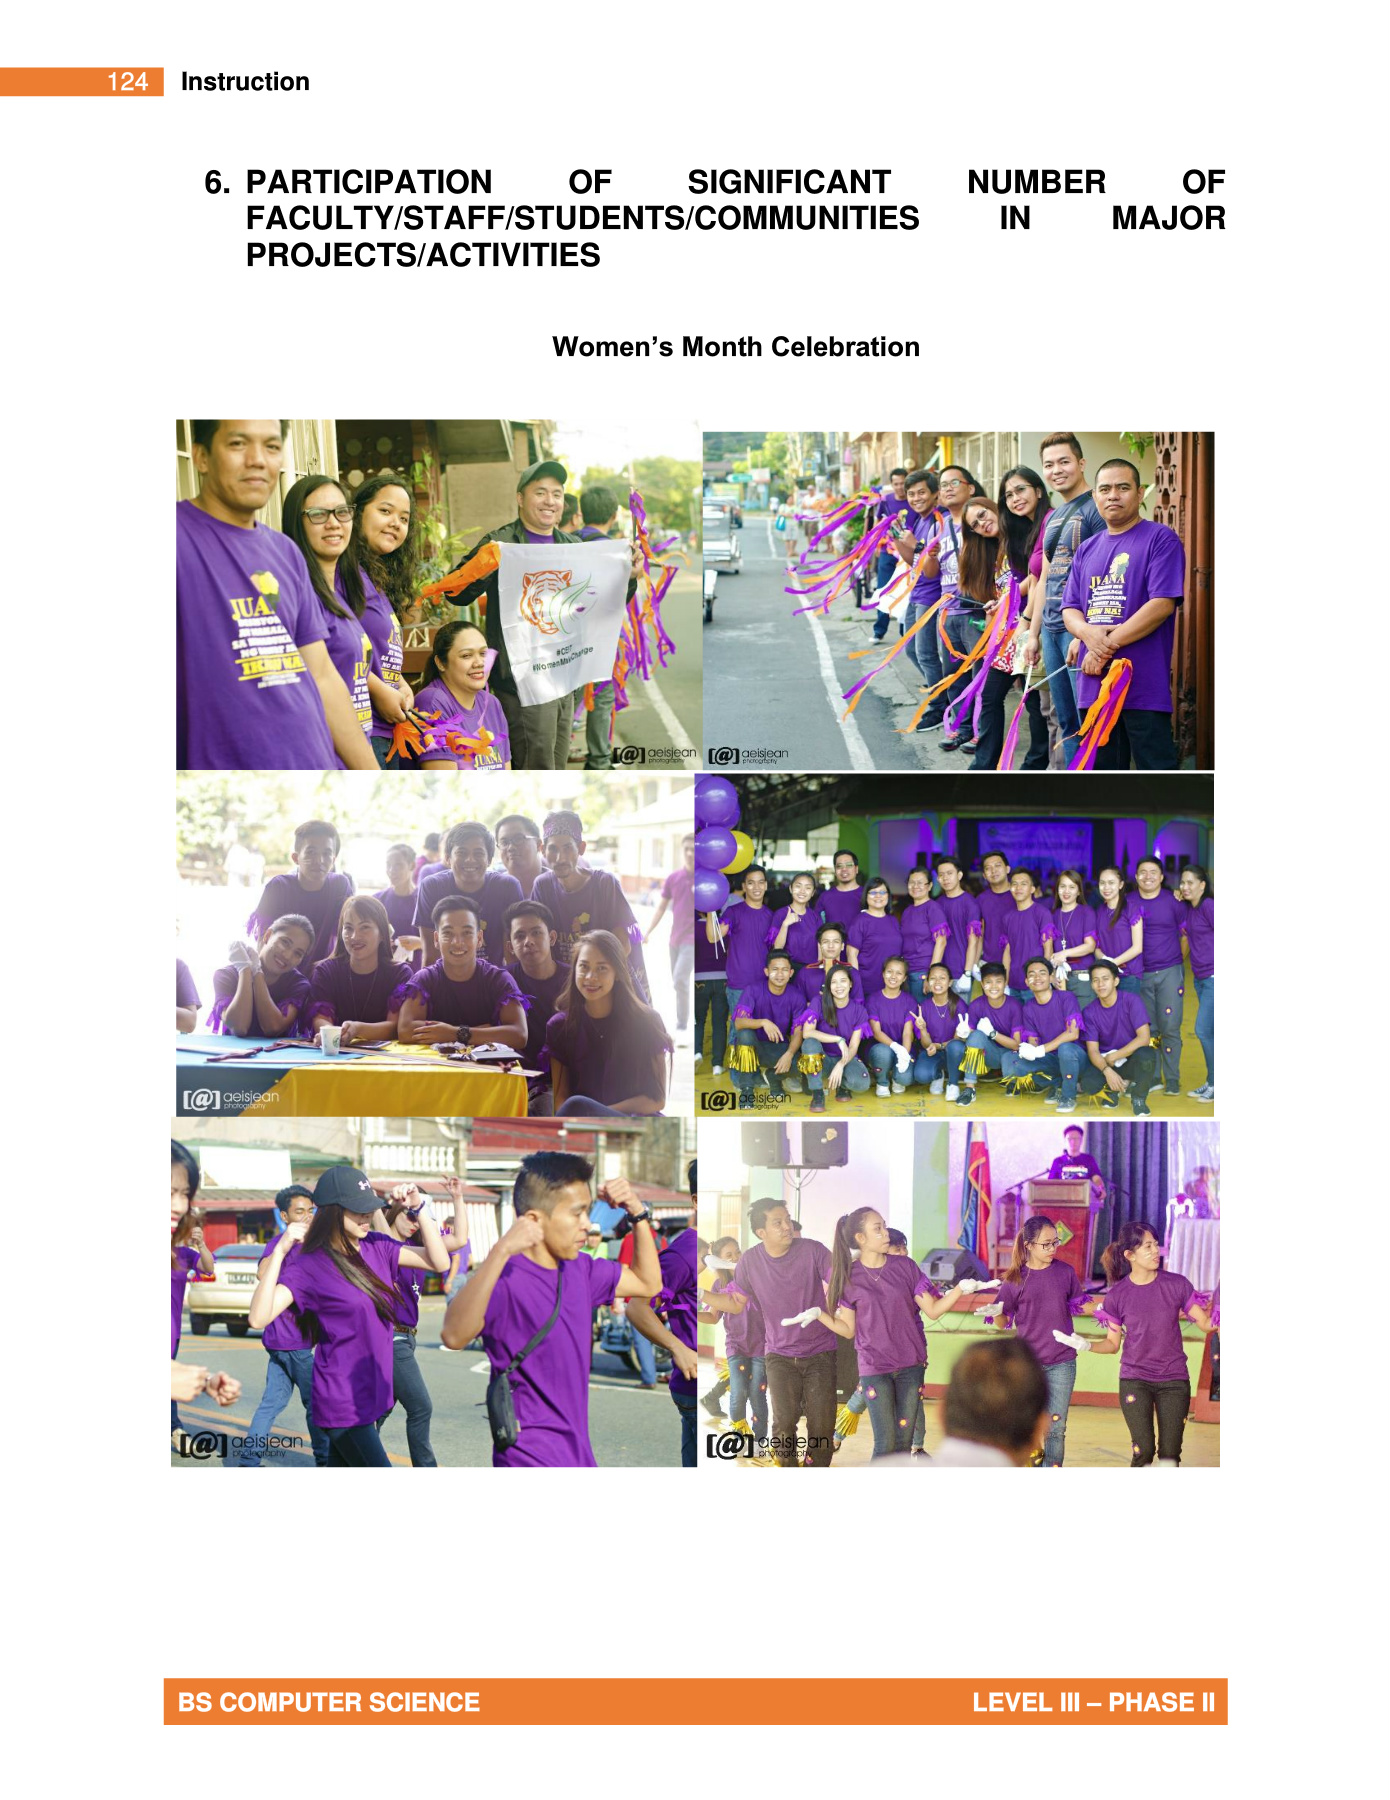 124 Instruction
6. PARTICIPATION OF SIGNIFICANT NUMBER OF
FACULTY/STAFF/STUDENTS/COMMUNITIES IN MAJOR
PROJECTS/ACTIVITIES
Women's Month Celebration
#WomenMakeChange
JUANA
[@] aeisjean
photography
[@] aeisjean
photography
[@] aeisjean
photography
[@] aeisjean
photography
[@] aeisjean
photography
[@] aeisjean
photography
BS COMPUTER SCIENCE LEVEL III – PHASE II